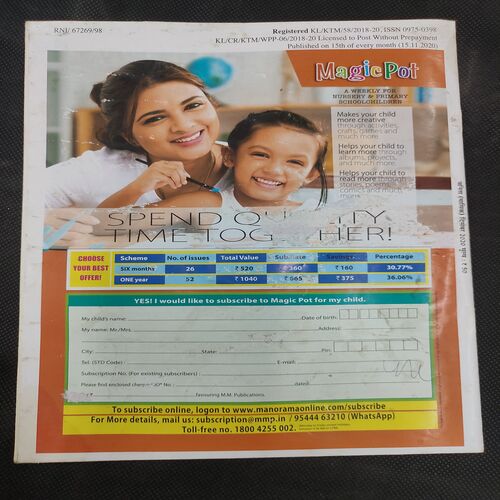 RNI/ 67269/98
Registered KL/KTM/58/2018-20, ISSN 0975-0398
KL/CR/KTM/WPP-06/2018-20 Licensed to Post Without Prepayment
Published on 15th of every month (15.11.2020)
Magic Pot
A WEEKLY FOR
NURSERY & PRIMARY
SCHOOLCHILDREN
Makes your child
more creative
through activities,
crafts, games and
much more.
Helps your child to
learn more through
albums, projects,
and much more.
Helps your child to
read more through
stories, poems,
comics and much
more.
SPEND QUALITY
TIME TOGETHER!
CHOOSE YOUR BEST OFFER!
Scheme No. of issues Total Value Sub.Rate Savings Percentage
SIX months 26 ₹ 520 ₹ 360 ₹ 160 30.77%
ONE year 52 ₹ 1040 ₹ 665 ₹ 375 36.06%
YES! I would like to subscribe to Magic Pot for my child.
My child's name: Date of birth:
My name: Mr./Mrs. Address:
City: State: Pin:
Tel. (STD Code) : E-mail:
Subscription No. (For existing subscribers) :
Please find enclosed cheque/ DD* No : dated:
favouring M.M. Publications.
To subscribe online, logon to www.manoramaonline.com/subscribe
For More details, mail us: subscription@mmp.in / 95444 63210 (WhatsApp)
Toll-free no. 1800 4255 002.